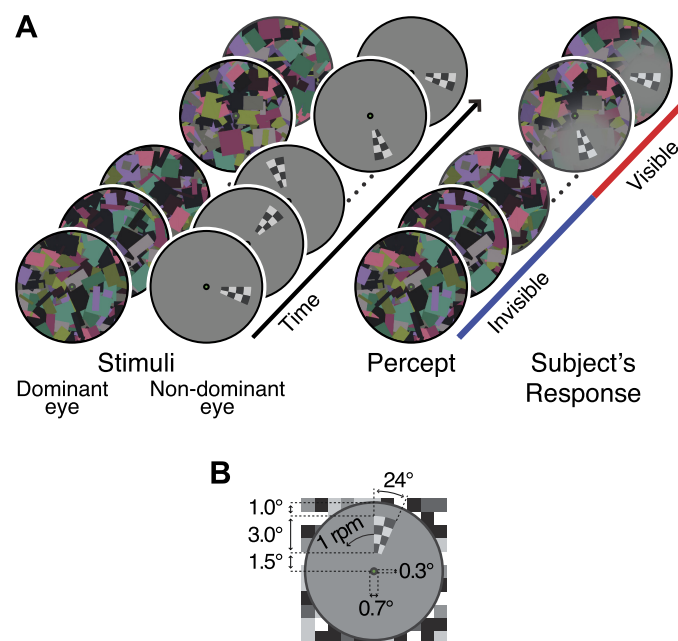 A
Time
Invisible
Visible
Stimuli
Percept
Subject's
Response
Dominant
eye
Non-dominant
eye
B
24°
1.0°
3.0°
1 rpm
1.5°
0.3°
0.7°